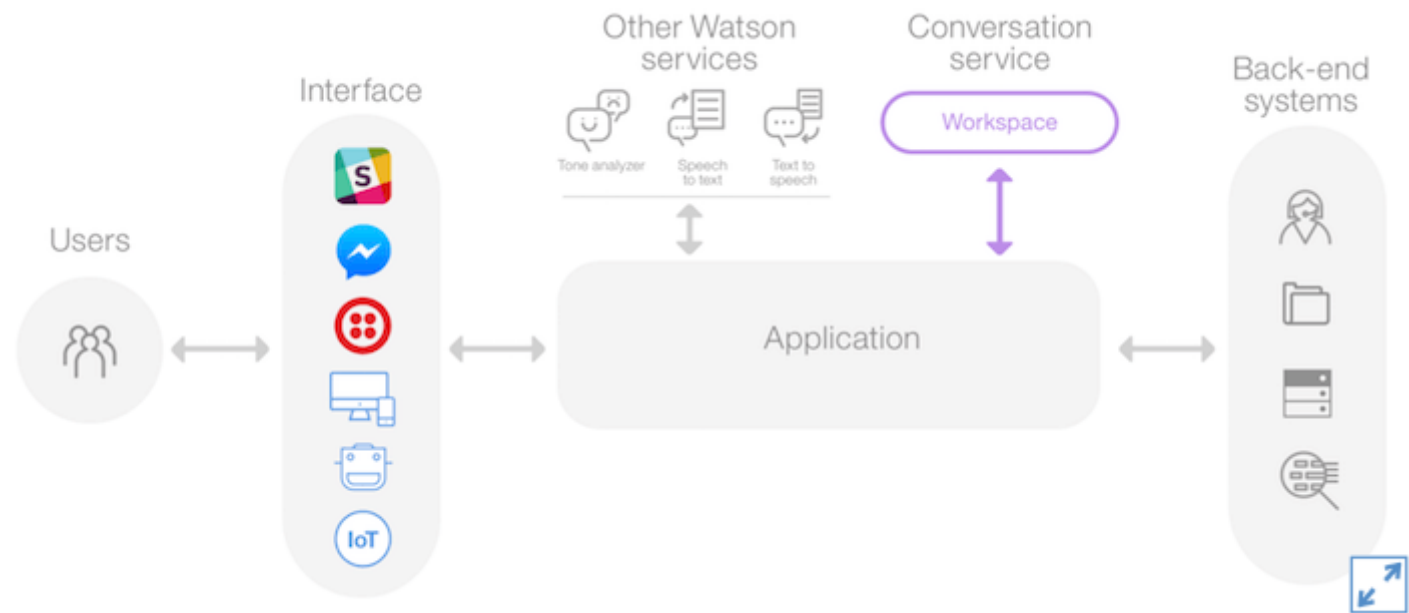 Users
Interface
S
IoT
Other Watson
services
Tone analyzer
Speech
to text
Text to
speech
Conversation
service
Workspace
Application
Back-end
systems